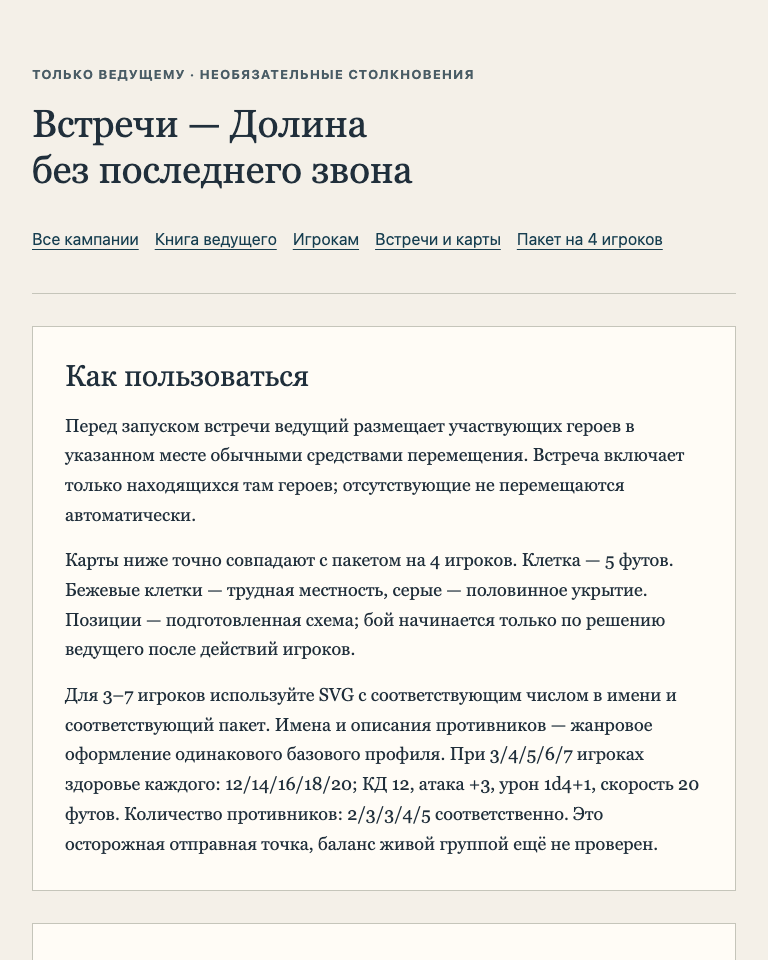 ТОЛЬКО ВЕДУЩЕМУ · НЕОБЯЗАТЕЛЬНЫЕ СТОЛКНОВЕНИЯ
Встречи — Долина
без последнего звона
Все кампании Книга ведущего Игрокам Встречи и карты Пакет на 4 игроков
Как пользоваться
Перед запуском встречи ведущий размещает участвующих героев в
указанном месте обычными средствами перемещения. Встреча включает
только находящихся там героев; отсутствующие не перемещаются
автоматически.
Карты ниже точно совпадают с пакетом на 4 игроков. Клетка — 5 футов.
Бежевые клетки — трудная местность, серые — половинное укрытие.
Позиции — подготовленная схема; бой начинается только по решению
ведущего после действий игроков.
Для 3–7 игроков используйте SVG с соответствующим числом в имени и
соответствующий пакет. Имена и описания противников — жанровое
оформление одинакового базового профиля. При 3/4/5/6/7 игроках
здоровье каждого: 12/14/16/18/20; КД 12, атака +3, урон 1d4+1, скорость 20
футов. Количество противников: 2/3/3/4/5 соответственно. Это
осторожная отправная точка, баланс живой группой ещё не проверен.